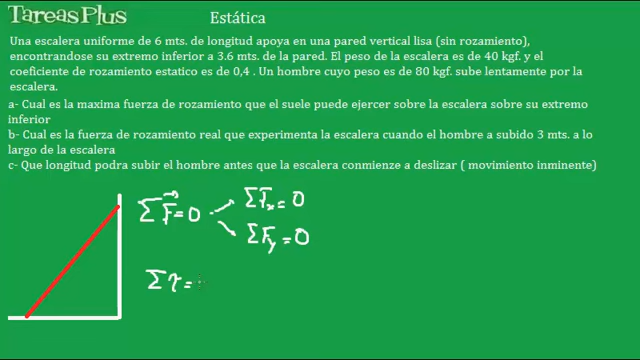 TareasPlus
Estática
Una escalera uniforme de 6 mts. de longitud apoya en una pared vertical lisa (sin rozamiento),
encontrandose su extremo inferior a 3.6 mts. de la pared. El peso de la escalera es de 40 kgf. y el
coeficiente de rozamiento estatico es de 0,4 . Un hombre cuyo peso es de 80 kgf. sube lentamente por la
escalera.
a- Cual es la maxima fuerza de rozamiento que el suele puede ejercer sobre la escalera sobre su extremo
inferior
b- Cual es la fuerza de rozamiento real que experimenta la escalera cuando el hombre a subido 3 mts. a lo
largo de la escalera
c- Que longitud podra subir el hombre antes que la escalera conmienze a deslizar ( movimiento inminente)
ΣFx = 0
ΣF⃗ = 0
ΣFy = 0
Στ =